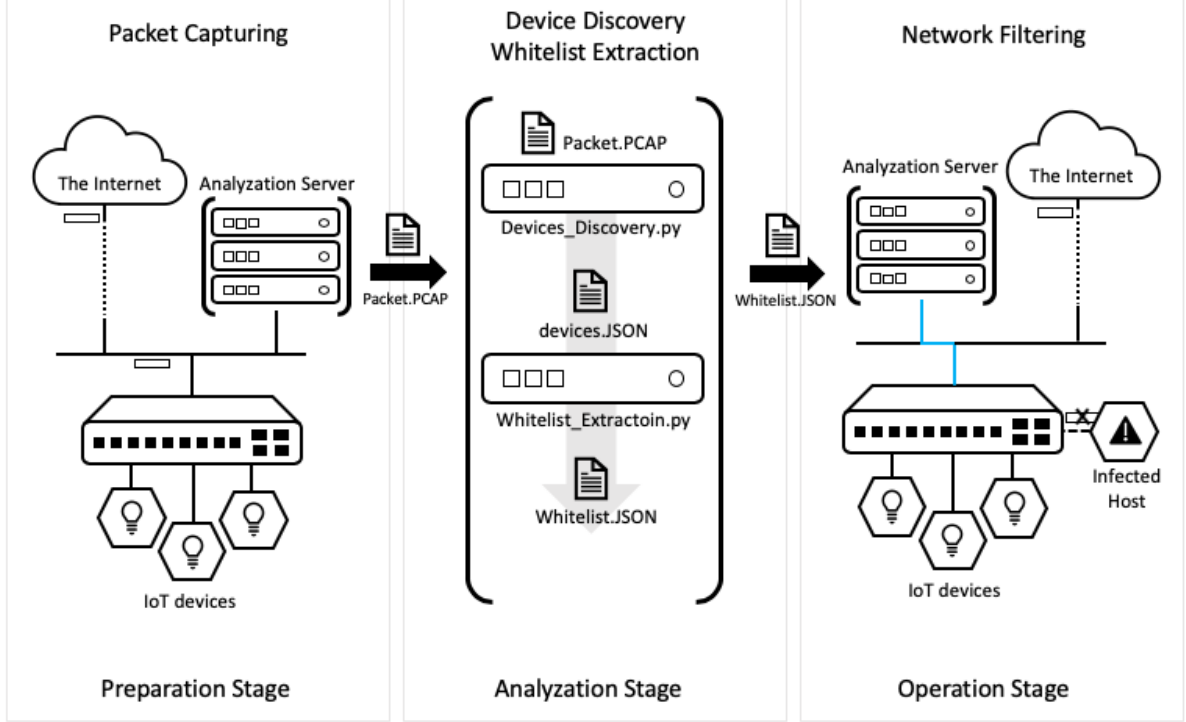 Packet Capturing
The Internet
Analyzation Server
Packet.PCAP
IoT devices
Preparation Stage
Device Discovery
Whitelist Extraction
Packet.PCAP
Devices_Discovery.py
devices.JSON
Whitelist_Extractoin.py
Whitelist.JSON
Analyzation Stage
Whitelist.JSON
Network Filtering
Analyzation Server
The Internet
X
Infected
Host
IoT devices
Operation Stage